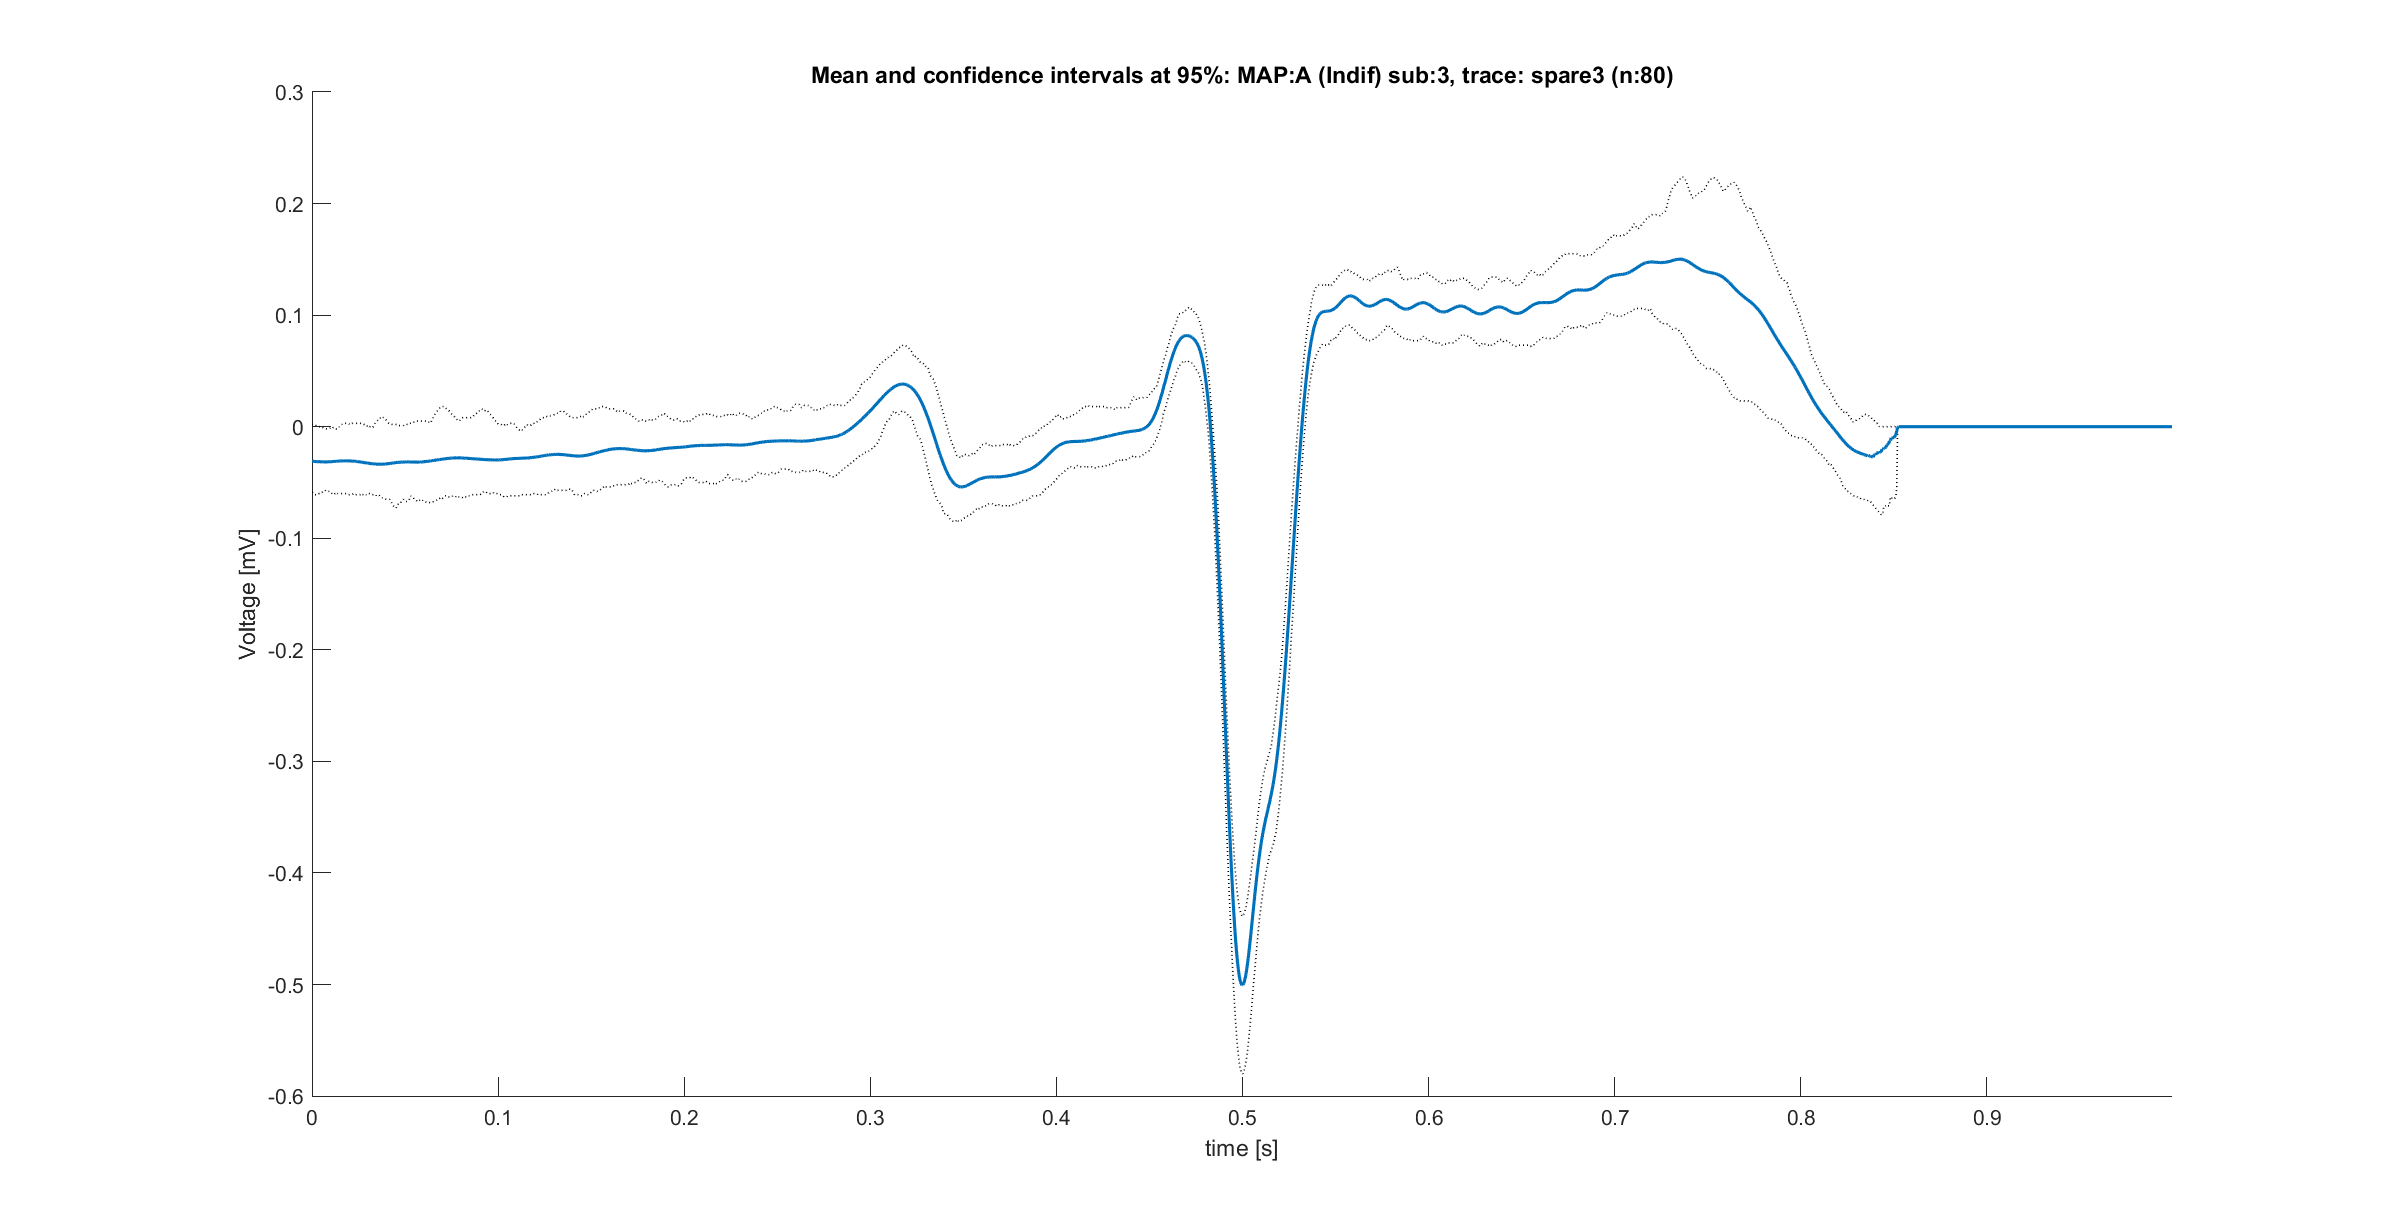 Mean and confidence intervals at 95%: MAP:A (Indif) sub:3, trace: spare3 (n:80)
0.3
0.2
0.1
0
-0.1
-0.2
-0.3
-0.4
-0.5
-0.6
Voltage [mV]
0 0.1 0.2 0.3 0.4 0.5 0.6 0.7 0.8 0.9
time [s]